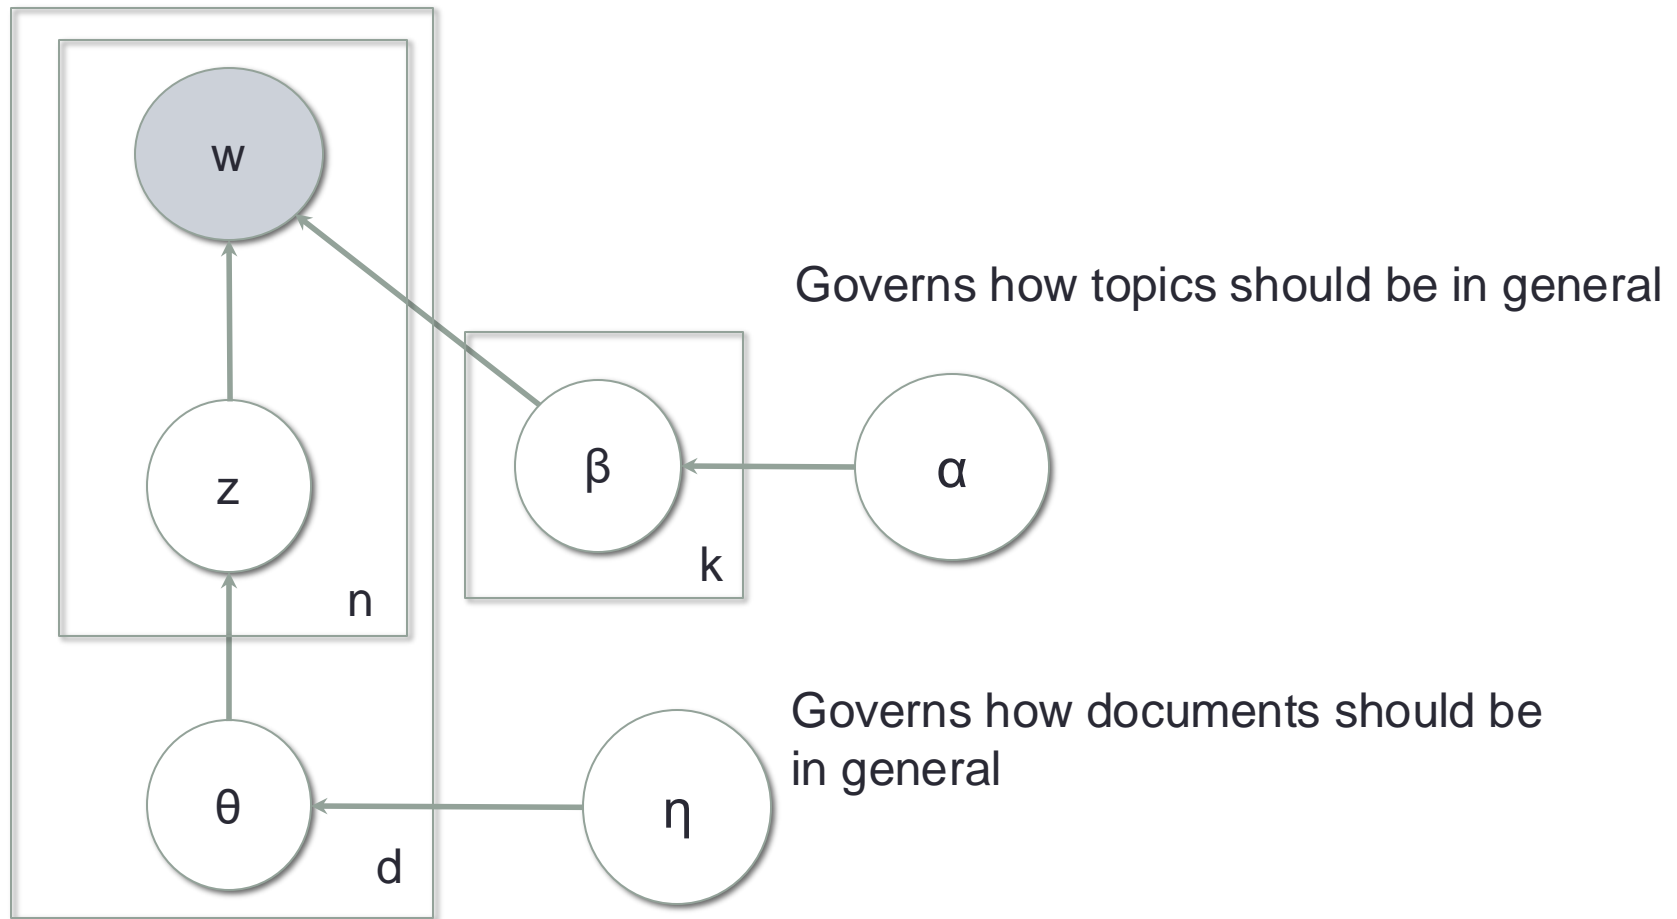 w
Governs how topics should be in general
β
α
z
k
n
Governs how documents should be
in general
θ
η
d